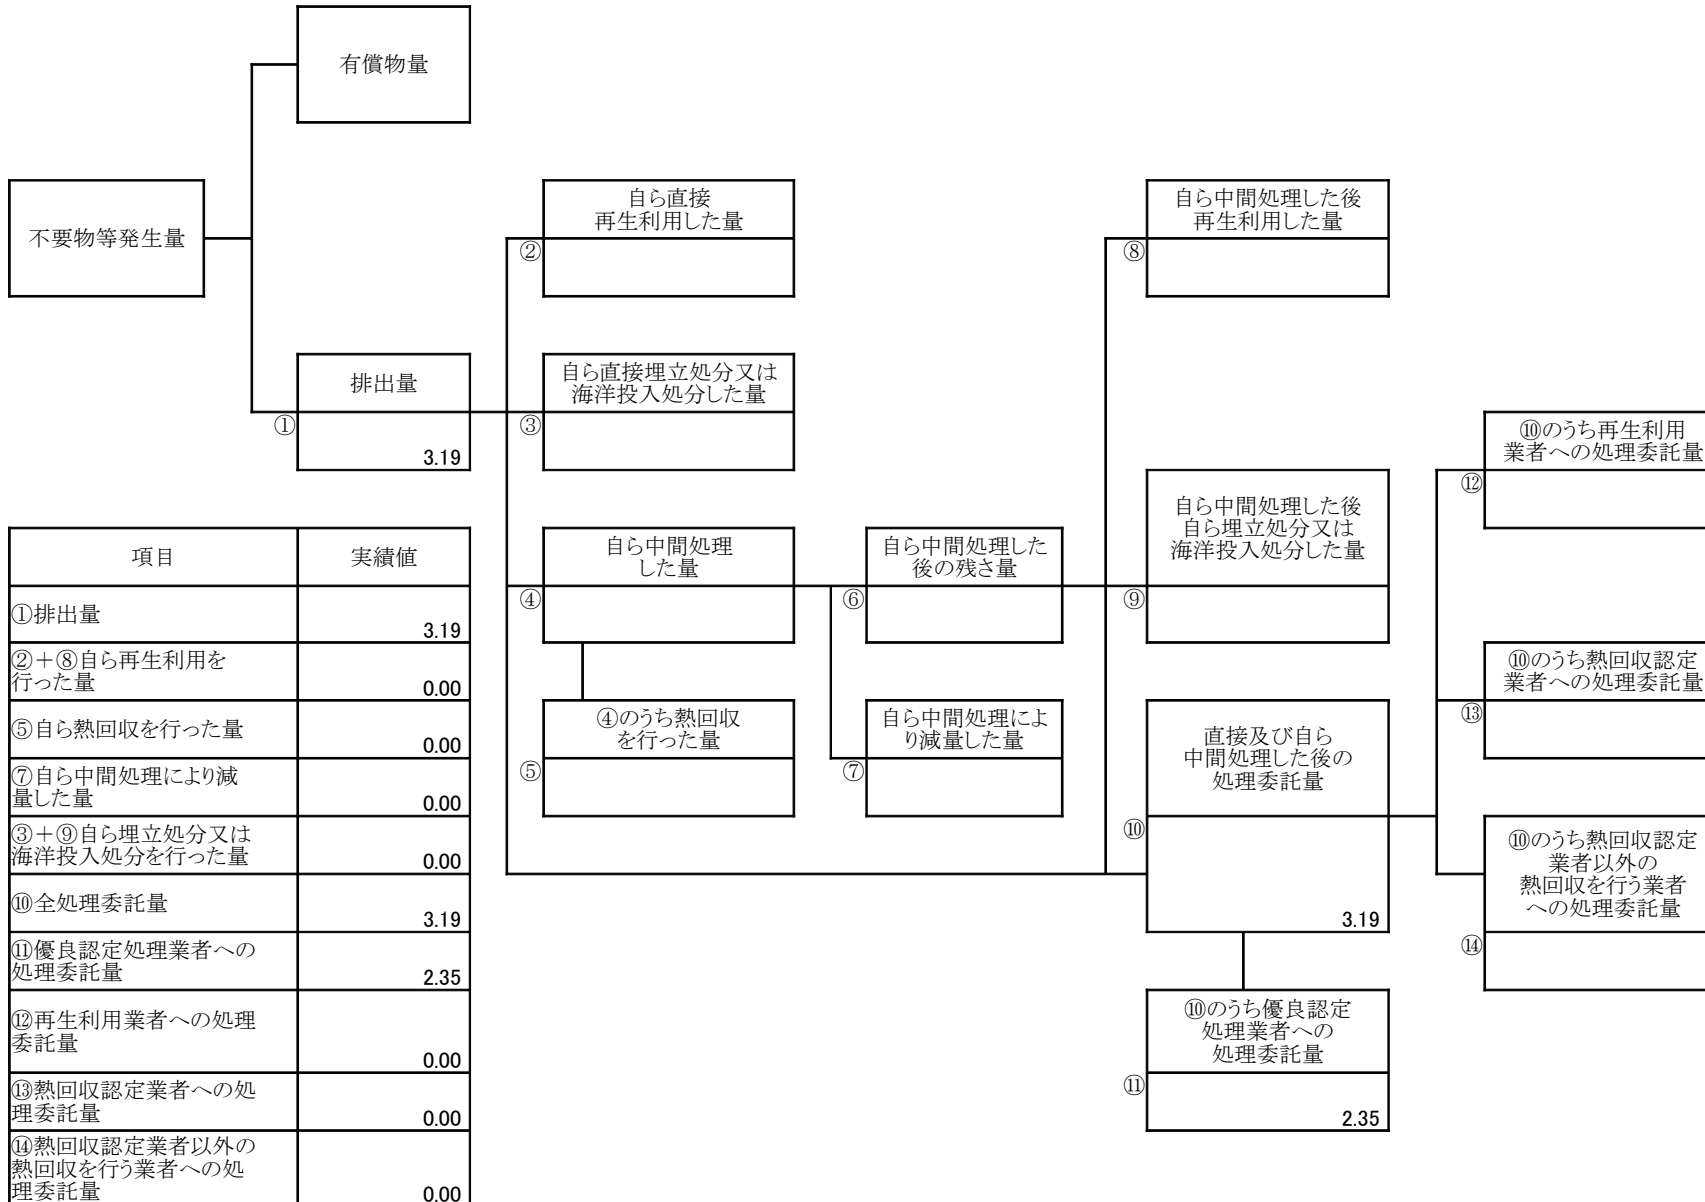 有償物量
不要物等発生量
自ら直接
再生利用した量
②
自ら中間処理した後
再生利用した量
⑧
排出量
①
3.19
自ら直接埋立処分又は
海洋投入処分した量
③
⑩のうち再生利用
業者への処理委託量
⑫
自ら中間処理
した量
④
自ら中間処理した
後の残さ量
⑥
自ら中間処理した後
自ら埋立処分又は
海洋投入処分した量
⑨
⑩のうち熱回収認定
業者への処理委託量
⑬
④のうち熱回収
を行った量
⑤
自ら中間処理によ
り減量した量
⑦
直接及び自ら
中間処理した後の
処理委託量
⑩
3.19
⑩のうち熱回収認定
業者以外の
熱回収を行う業者
への処理委託量
⑭
⑩のうち優良認定
処理業者への
処理委託量
⑪
2.35
項目 実績値
①排出量
3.19
②＋⑧自ら再生利用を
行った量
0.00
⑤自ら熱回収を行った量
0.00
⑦自ら中間処理により減
量した量
0.00
③＋⑨自ら埋立処分又は
海洋投入処分を行った量
0.00
⑩全処理委託量
3.19
⑪優良認定処理業者への
処理委託量
2.35
⑫再生利用業者への処理
委託量
0.00
⑬熱回収認定業者への処
理委託量
0.00
⑭熱回収認定業者以外の
熱回収を行う業者への処
理委託量
0.00